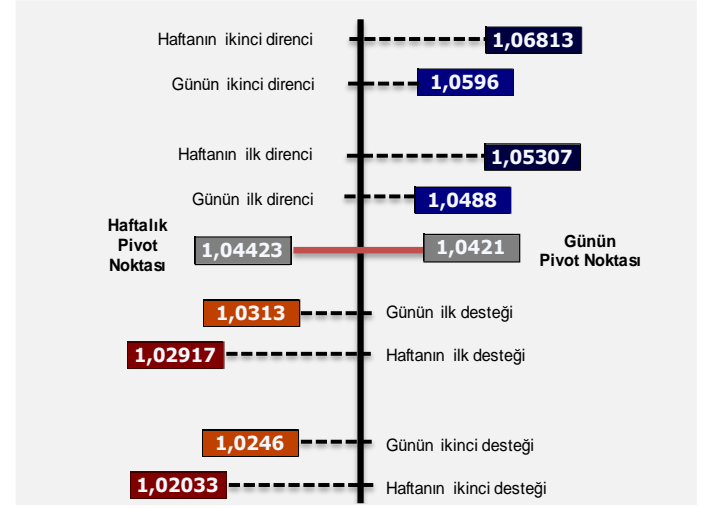 Haftanın ikinci direnci
1,06813
Günün ikinci direnci
1,0596
Haftanın ilk direnci
1,05307
Günün ilk direnci
1,0488
Haftalık
Pivot
Noktası
1,04423
1,0421
Günün
Pivot Noktası
1,0313
Günün ilk desteği
1,02917
Haftanın ilk desteği
1,0246
Günün ikinci desteği
1,02033
Haftanın ikinci desteği